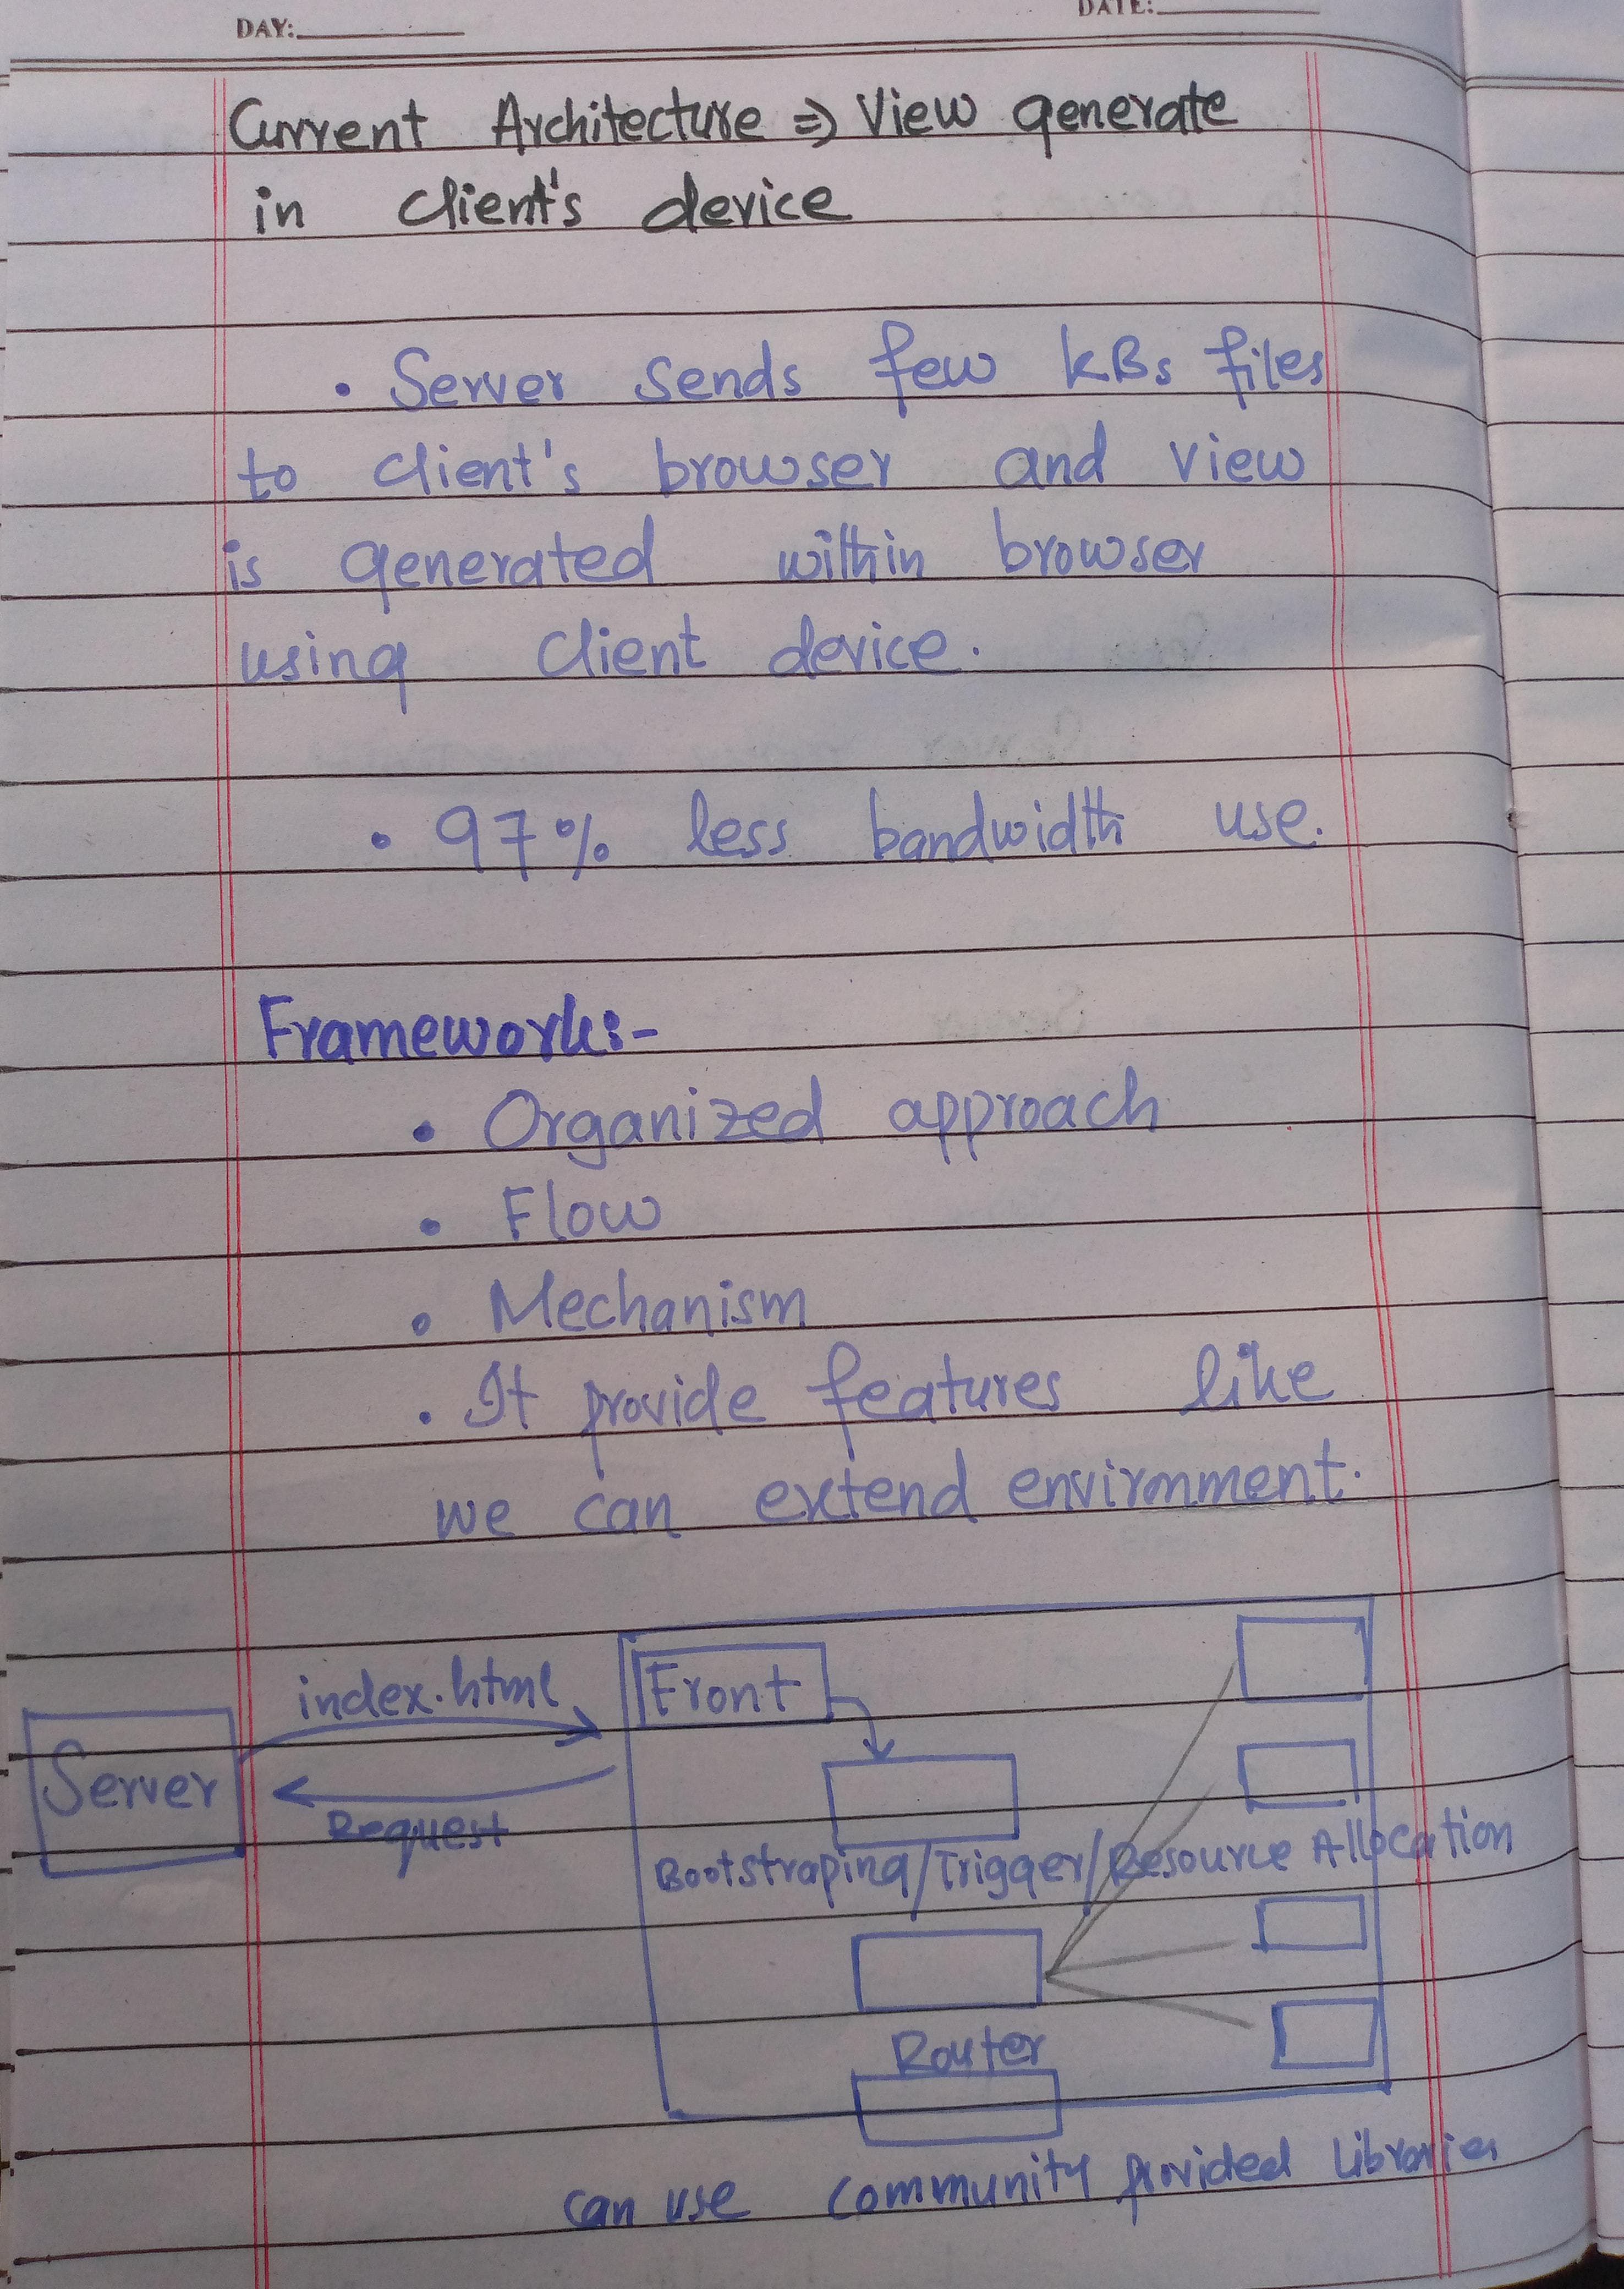 DAY:
DATE:
Current Architecture ⇒ View generate
in client's device
• Server sends few kBs files
to client's browser and view
is generated within browser
using client device.
• 97% less bandwidth use.
Framework:-
• Organized approach
• Flow
• Mechanism
• It provide features like
we can extend environment.
index.html
Front
Server
Request
Bootstraping/Trigger/Resource Allocation
Router
can use community provided libraries